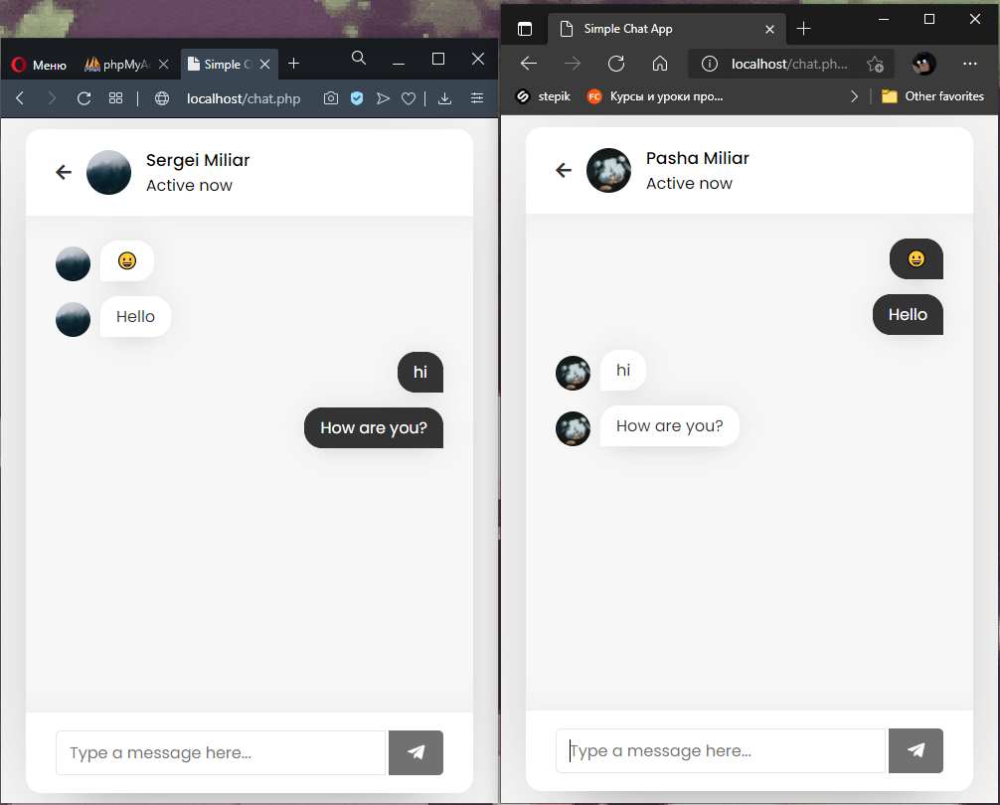 Меню
phpMyAc
Simple C
localhost/chat.php
Sergei Miliar
Active now
😀
Hello
hi
How are you?
Type a message here...
Simple Chat App
localhost/chat.ph...
stepik
FC
Курсы и уроки про...
Other favorites
Pasha Miliar
Active now
😀
Hello
hi
How are you?
Type a message here...